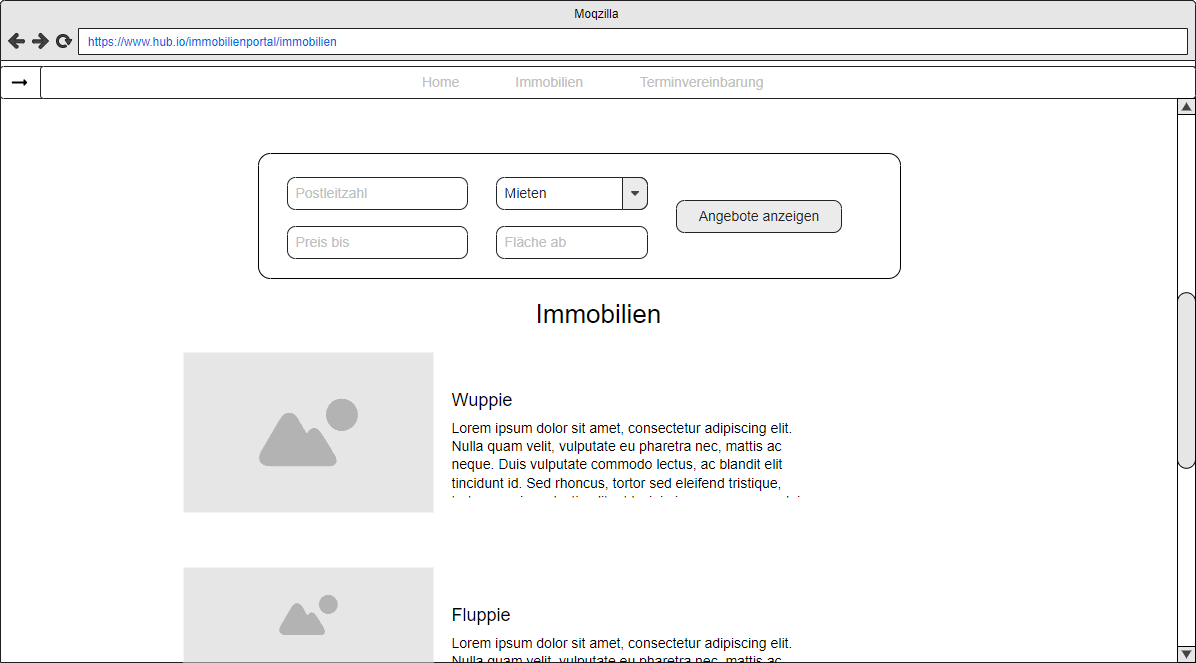 Moqzilla
https://www.hub.io/immobilienportal/immobilien
Home Immobilien Terminvereinbarung
Postleitzahl Mieten
Angebote anzeigen
Preis bis Fläche ab
Immobilien
Wuppie
Lorem ipsum dolor sit amet, consectetur adipiscing elit.
Nulla quam velit, vulputate eu pharetra nec, mattis ac
neque. Duis vulputate commodo lectus, ac blandit elit
tincidunt id. Sed rhoncus, tortor sed eleifend tristique,
Fluppie
Lorem ipsum dolor sit amet, consectetur adipiscing elit.
Nulla quam velit, vulputate eu pharetra nec, mattis ac